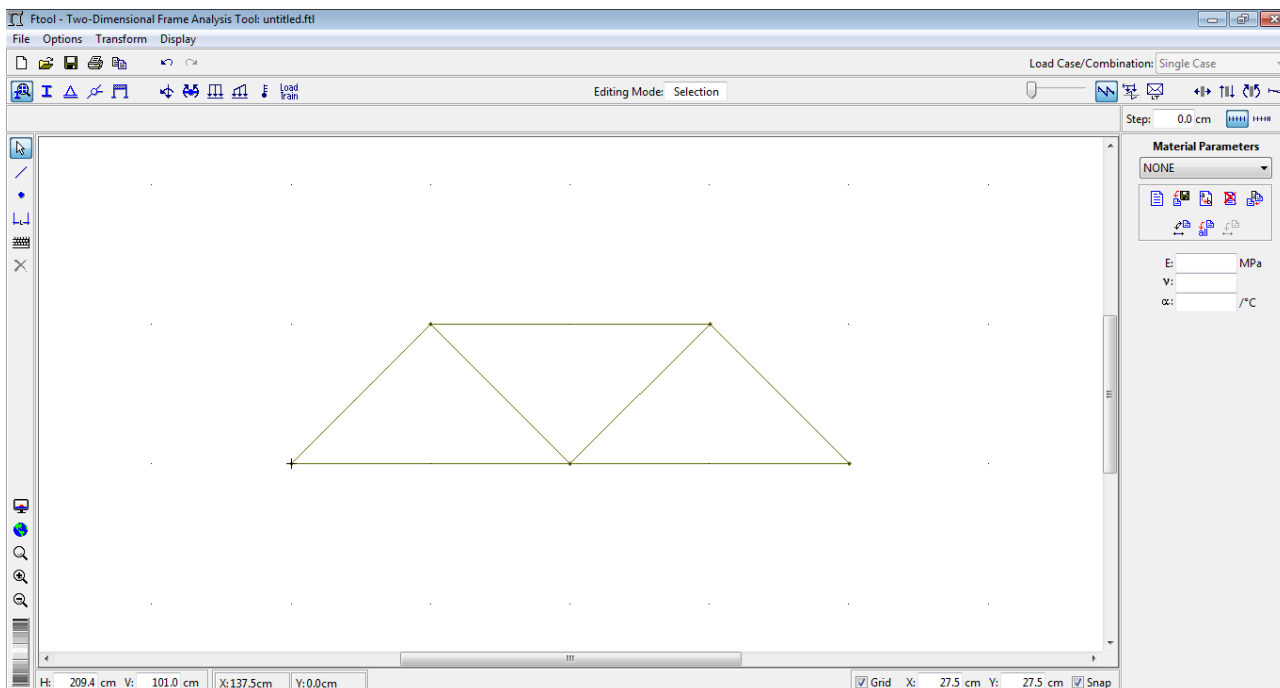 Ftool - Two-Dimensional Frame Analysis Tool: untitled.ftl
File Options Transform Display
Load Case/Combination: Single Case
Load Train
Editing Mode: Selection
LT
Step: 0.0 cm
Material Parameters
NONE
all
E: MPa
ν:
α: /°C
H: 209.4 cm V: 101.0 cm X:137.5cm Y:0.0cm Grid X: 27.5 cm Y: 27.5 cm Snap